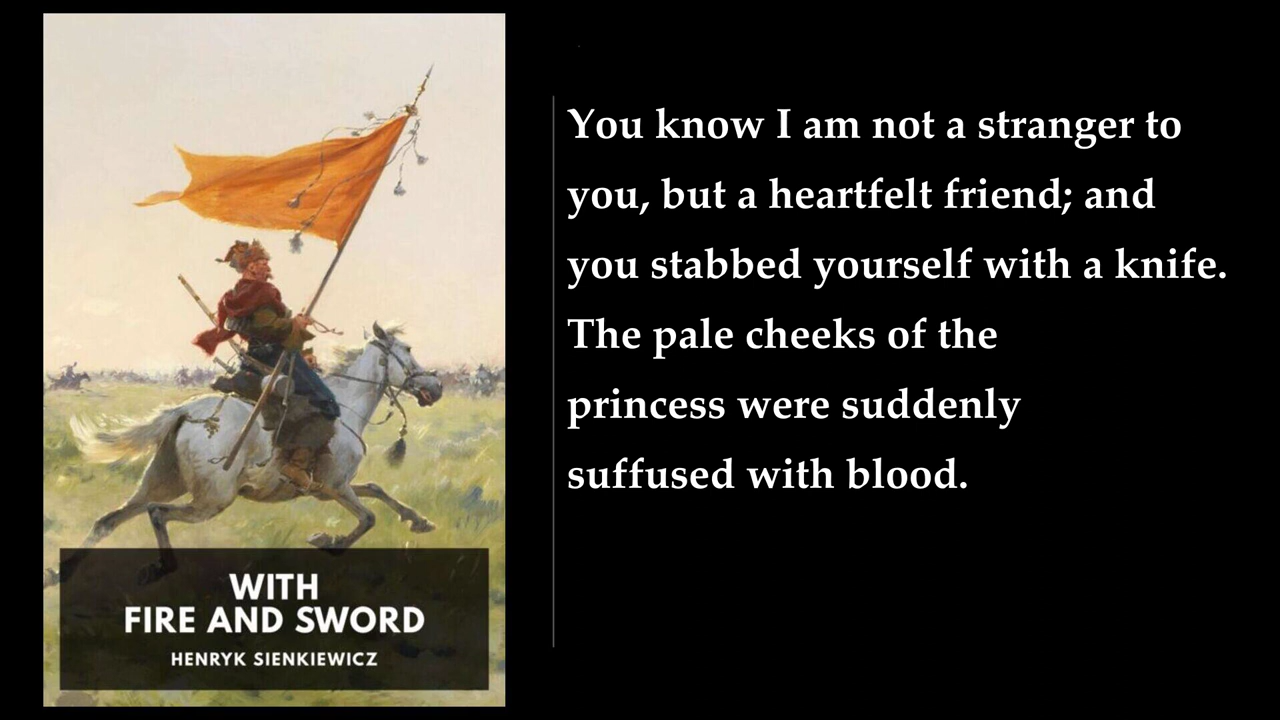 You know I am not a stranger to
you, but a heartfelt friend; and
you stabbed yourself with a knife.
The pale cheeks of the
princess were suddenly
suffused with blood.
WITH
FIRE AND SWORD
HENRYK SIENKIEWICZ